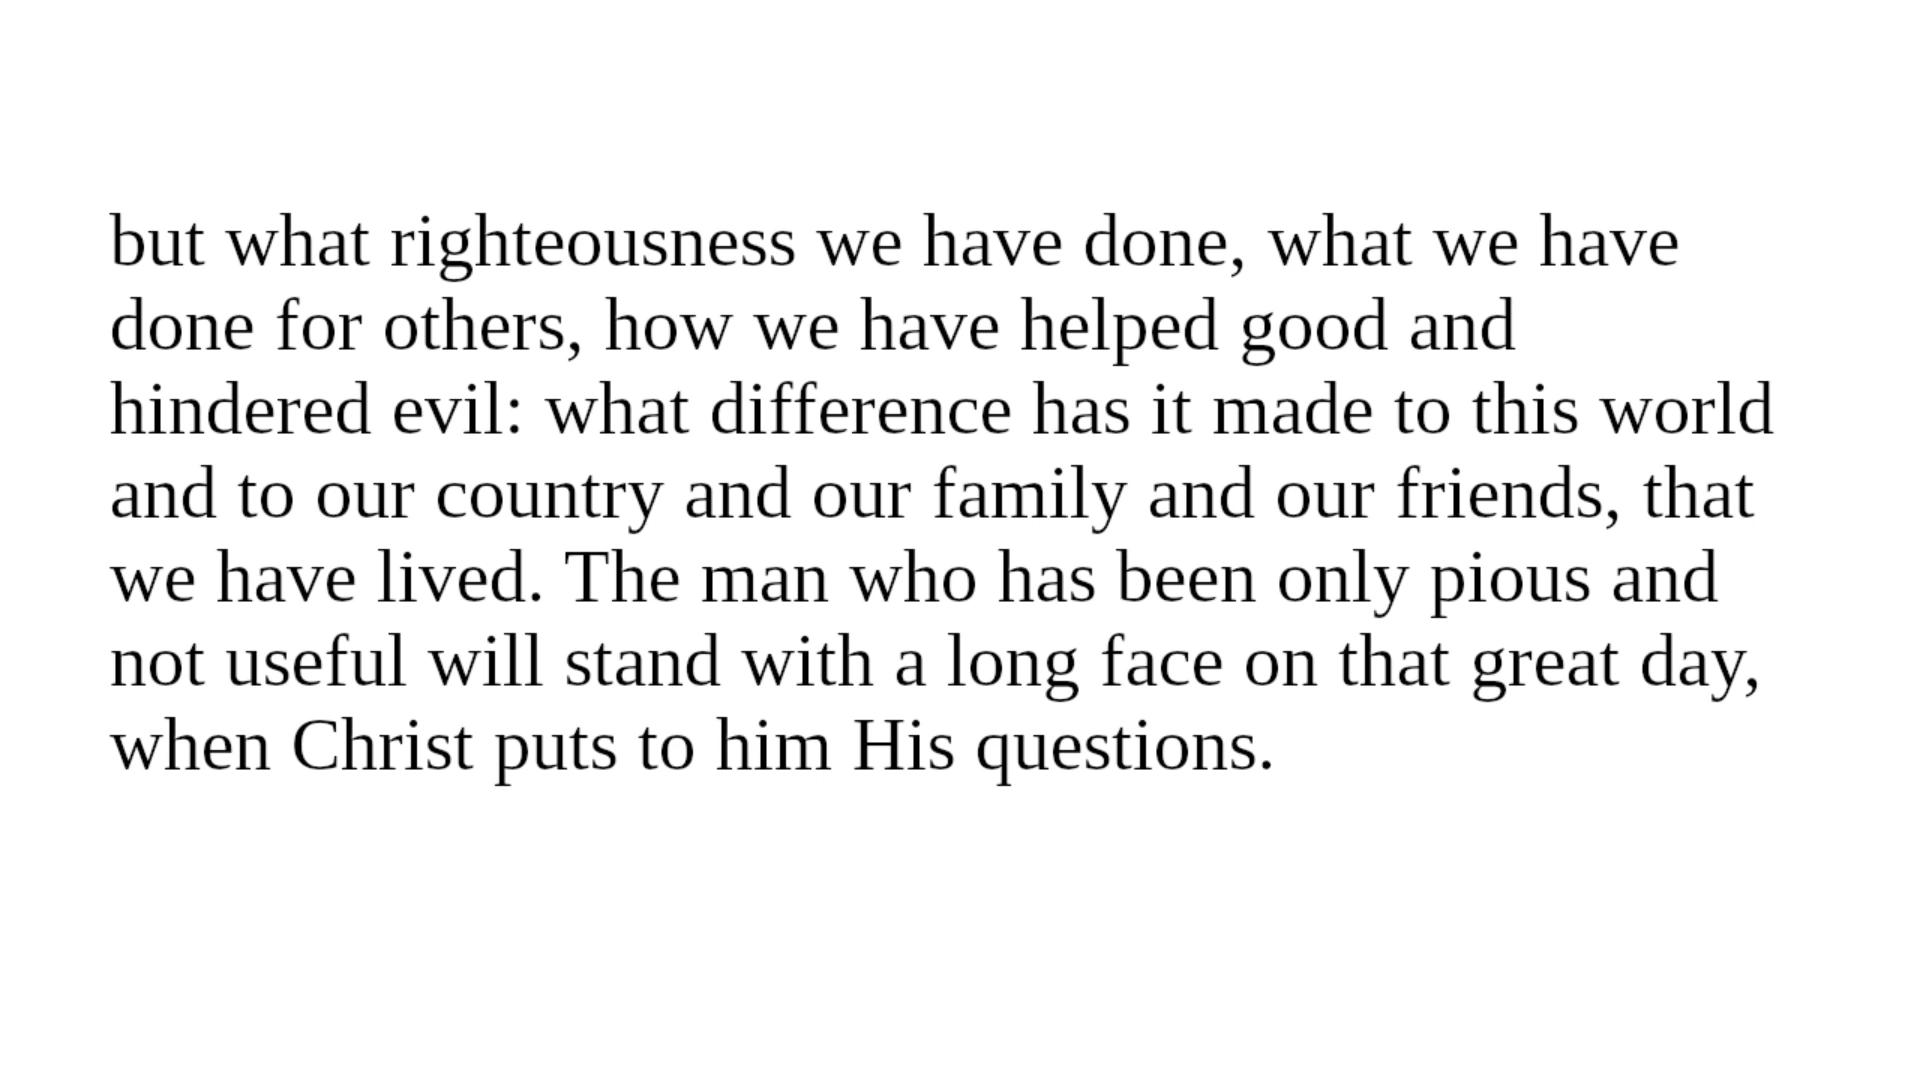 but what righteousness we have done, what we have
done for others, how we have helped good and
hindered evil: what difference has it made to this world
and to our country and our family and our friends, that
we have lived. The man who has been only pious and
not useful will stand with a long face on that great day,
when Christ puts to him His questions.